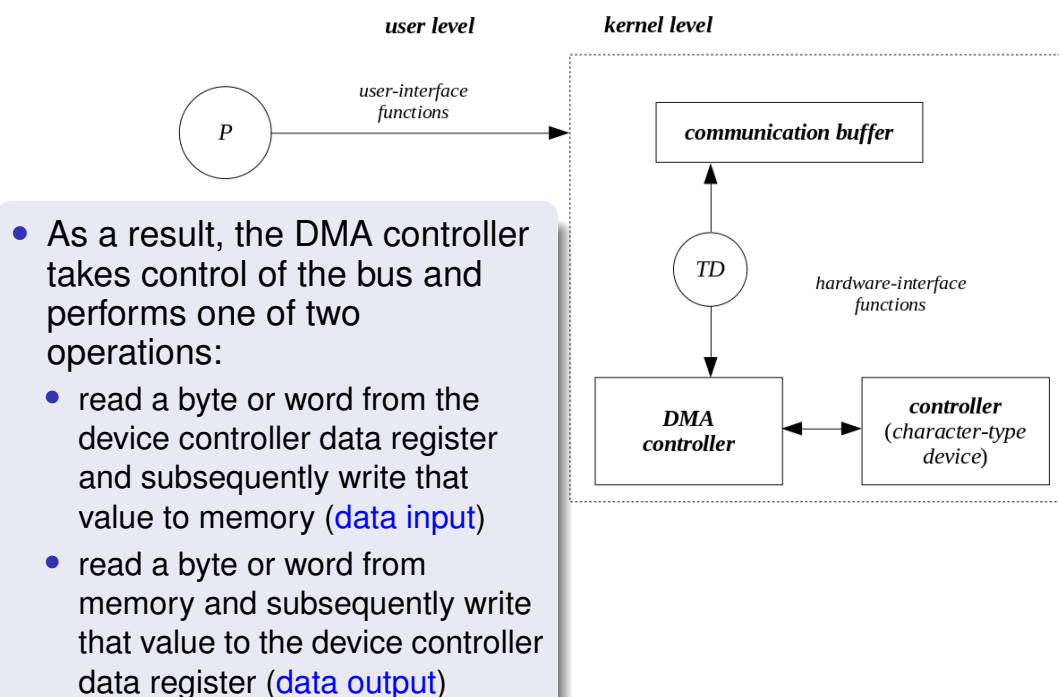 user level
kernel level
user-interface
functions
P
communication buffer
TD
hardware-interface
functions
DMA
controller
controller
(character-type
device)
• As a result, the DMA controller
takes control of the bus and
performs one of two
operations:
• read a byte or word from the
device controller data register
and subsequently write that
value to memory (data input)
• read a byte or word from
memory and subsequently write
that value to the device controller
data register (data output)